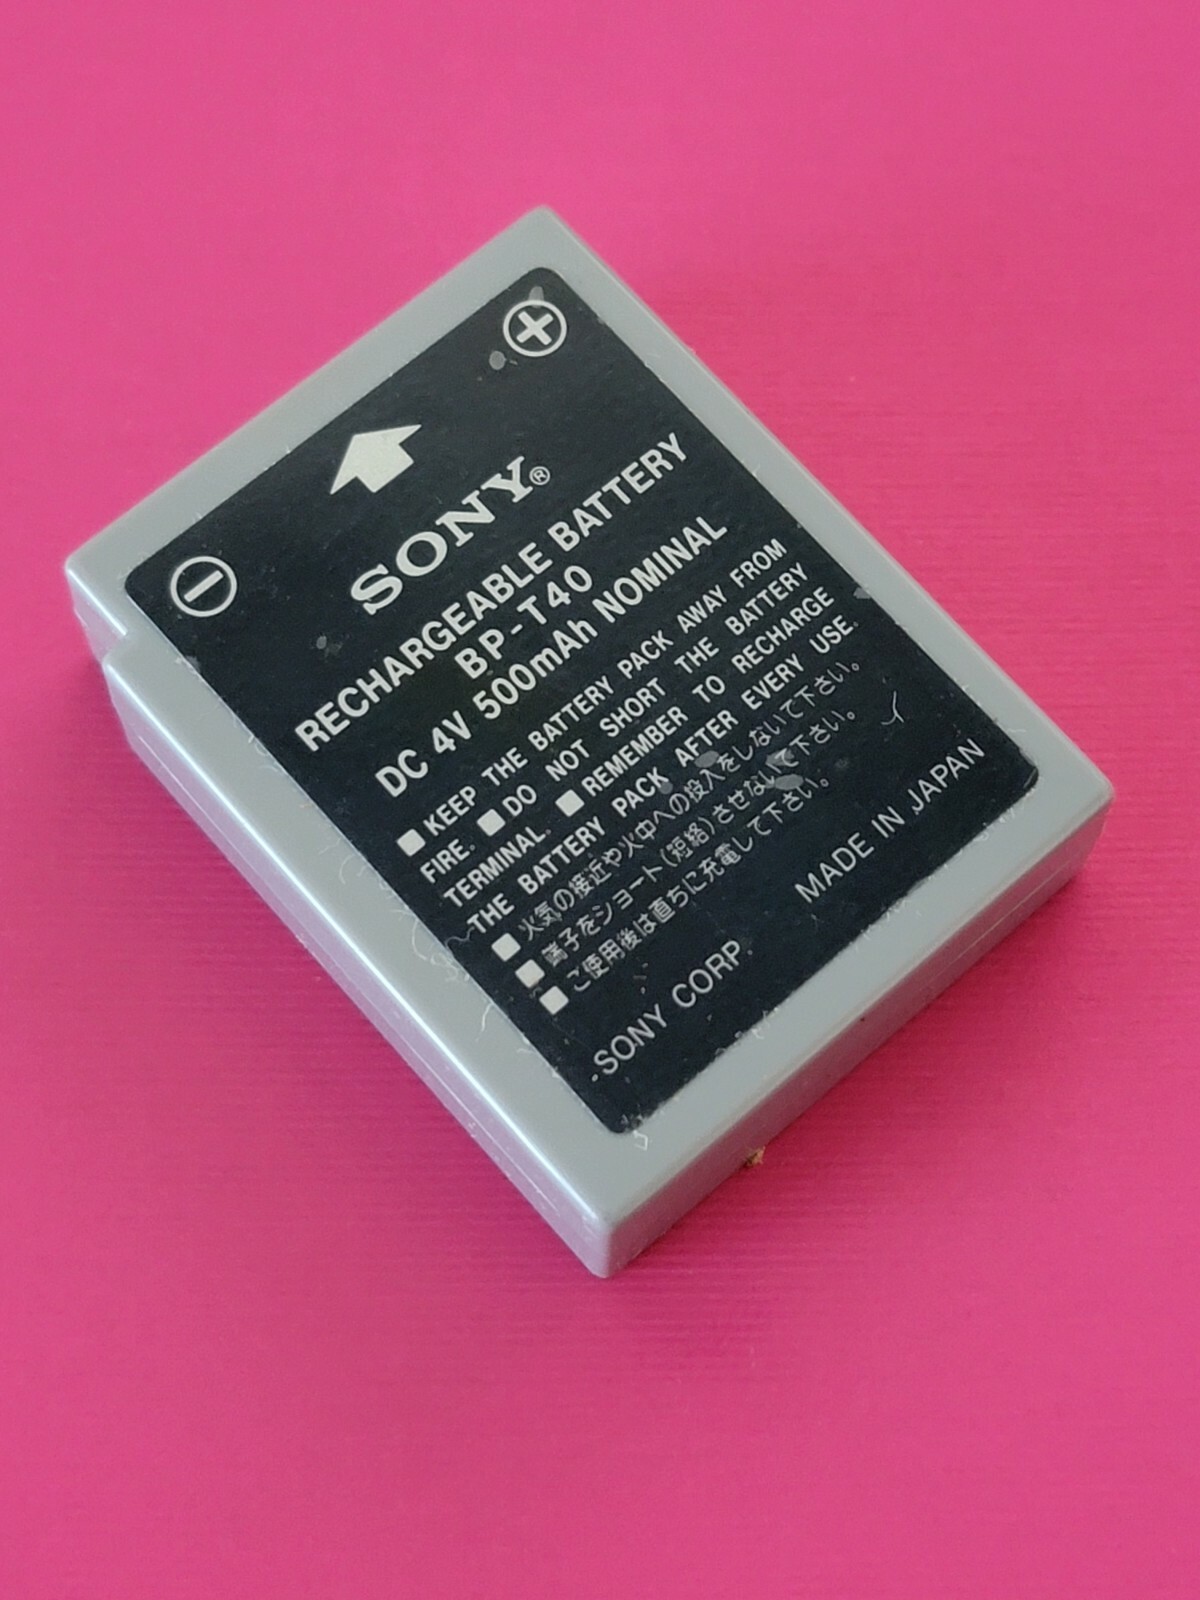 SONY®
RECHARGEABLE BATTERY
BP-T40
DC 4V 500mAh NOMINAL
■KEEP THE BATTERY PACK AWAY FROM
FIRE. ■DO NOT SHORT THE BATTERY
TERMINAL. ■REMEMBER TO RECHARGE
THE BATTERY PACK AFTER EVERY USE.
■火気の接近や火中への投入をしないで下さい。
■端子をショート(短絡)させないで下さい。
■ご使用後は直ちに充電して下さい。
SONY CORP. MADE IN JAPAN